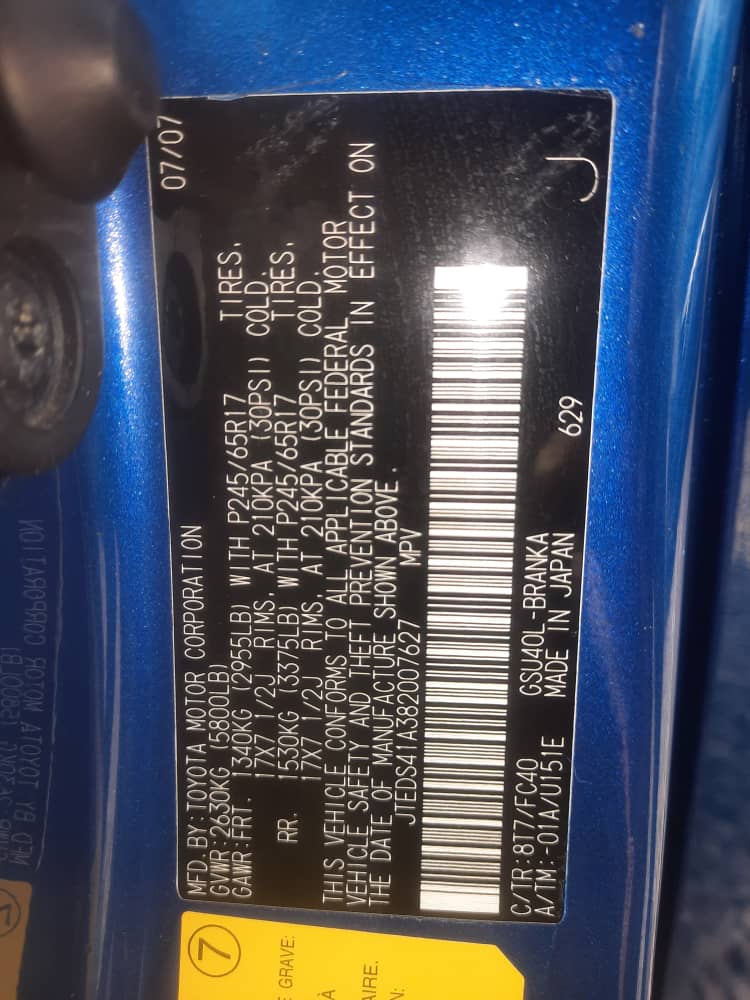 MFD. BY: TOYOTA MOTOR CORPORATION 07/07
GVWR: 2630KG (5800LB)
GAWR: FRT. 1340KG (2955LB) WITH P245/65R17 TIRES,
17X7 1/2J RIMS, AT 210KPA (30PSI) COLD.
RR. 1530KG (3375LB) WITH P245/65R17 TIRES,
17X7 1/2J RIMS, AT 210KPA (30PSI) COLD.
THIS VEHICLE CONFORMS TO ALL APPLICABLE FEDERAL MOTOR
VEHICLE SAFETY AND THEFT PREVENTION STANDARDS IN EFFECT ON
THE DATE OF MANUFACTURE SHOWN ABOVE.
JTEDS41A382007627 MPV
C/TR: 8T7/FC40 GSU40L-BRANKA 629 J
A/TM: -01A/U151E MADE IN JAPAN
7
E GRAVE:
À
AIRE.
N: